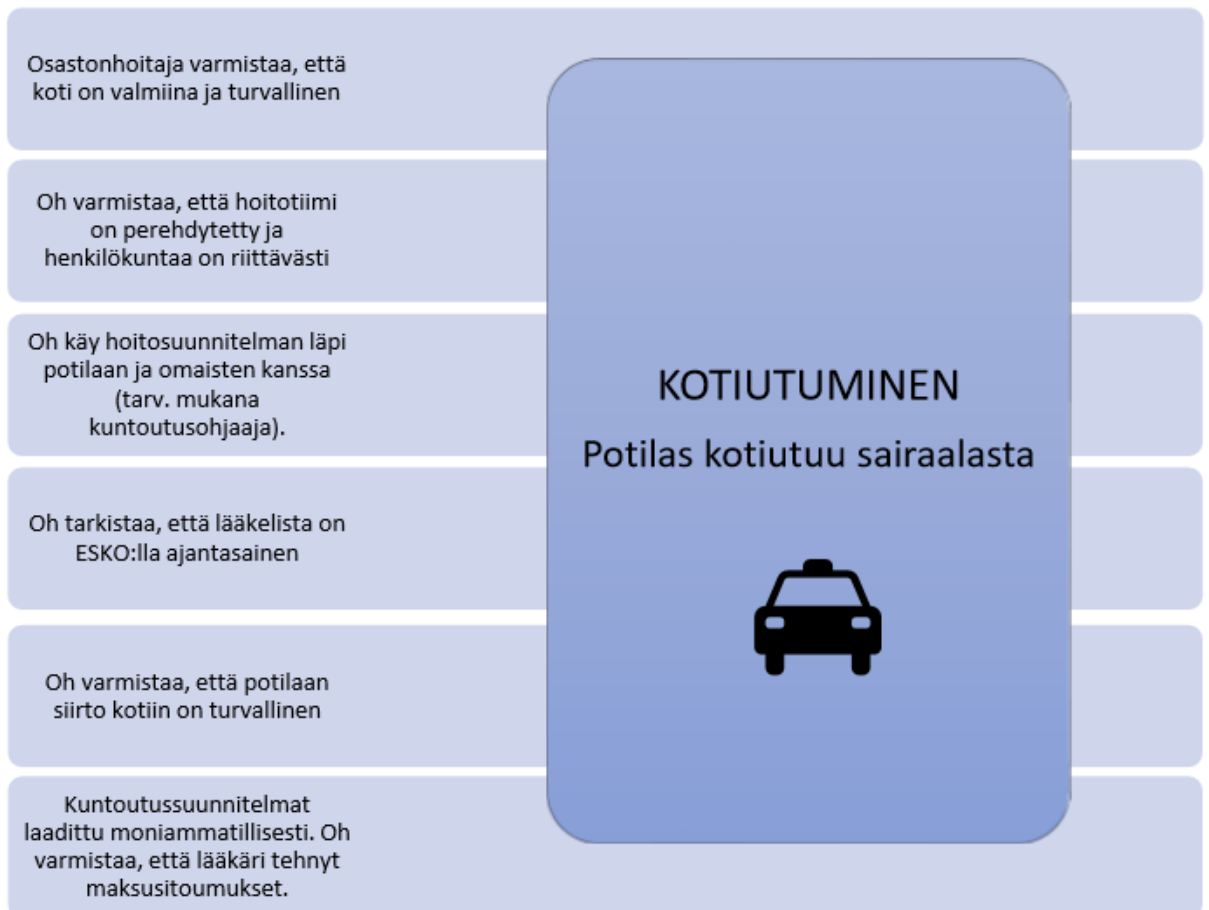 Osastonhoitaja varmistaa, että
koti on valmiina ja turvallinen
Oh varmistaa, että hoitotiimi
on perehdytetty ja
henkilökuntaa on riittävästi
Oh käy hoitosuunnitelman läpi
potilaan ja omaisten kanssa
(tarv. mukana
kuntoutusohjaaja).
Oh tarkistaa, että lääkelista on
ESKO:lla ajantasainen
Oh varmistaa, että potilaan
siirto kotiin on turvallinen
Kuntoutussuunnitelmat
laadittu moniammatillisesti. Oh
varmistaa, että lääkäri tehnyt
maksusitoumukset.
KOTIUTUMINEN
Potilas kotiutuu sairaalasta